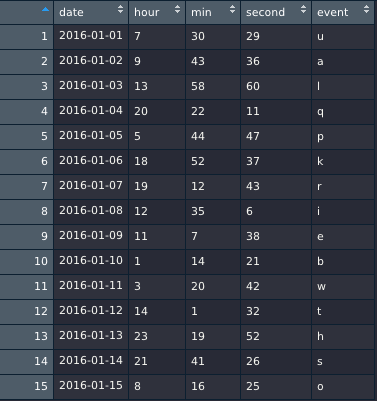 date hour min second event
1 2016-01-01 7 30 29 u
2 2016-01-02 9 43 36 a
3 2016-01-03 13 58 60 l
4 2016-01-04 20 22 11 q
5 2016-01-05 5 44 47 p
6 2016-01-06 18 52 37 k
7 2016-01-07 19 12 43 r
8 2016-01-08 12 35 6 i
9 2016-01-09 11 7 38 e
10 2016-01-10 1 14 21 b
11 2016-01-11 3 20 42 w
12 2016-01-12 14 1 32 t
13 2016-01-13 23 19 52 h
14 2016-01-14 21 41 26 s
15 2016-01-15 8 16 25 o